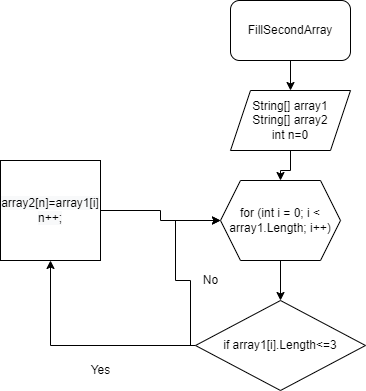 FillSecondArray
String[] array1
String[] array2
int n=0
array2[n]=array1[i]
n++;
for (int i = 0; i <
array1.Length; i++)
No
if array1[i].Length<=3
Yes